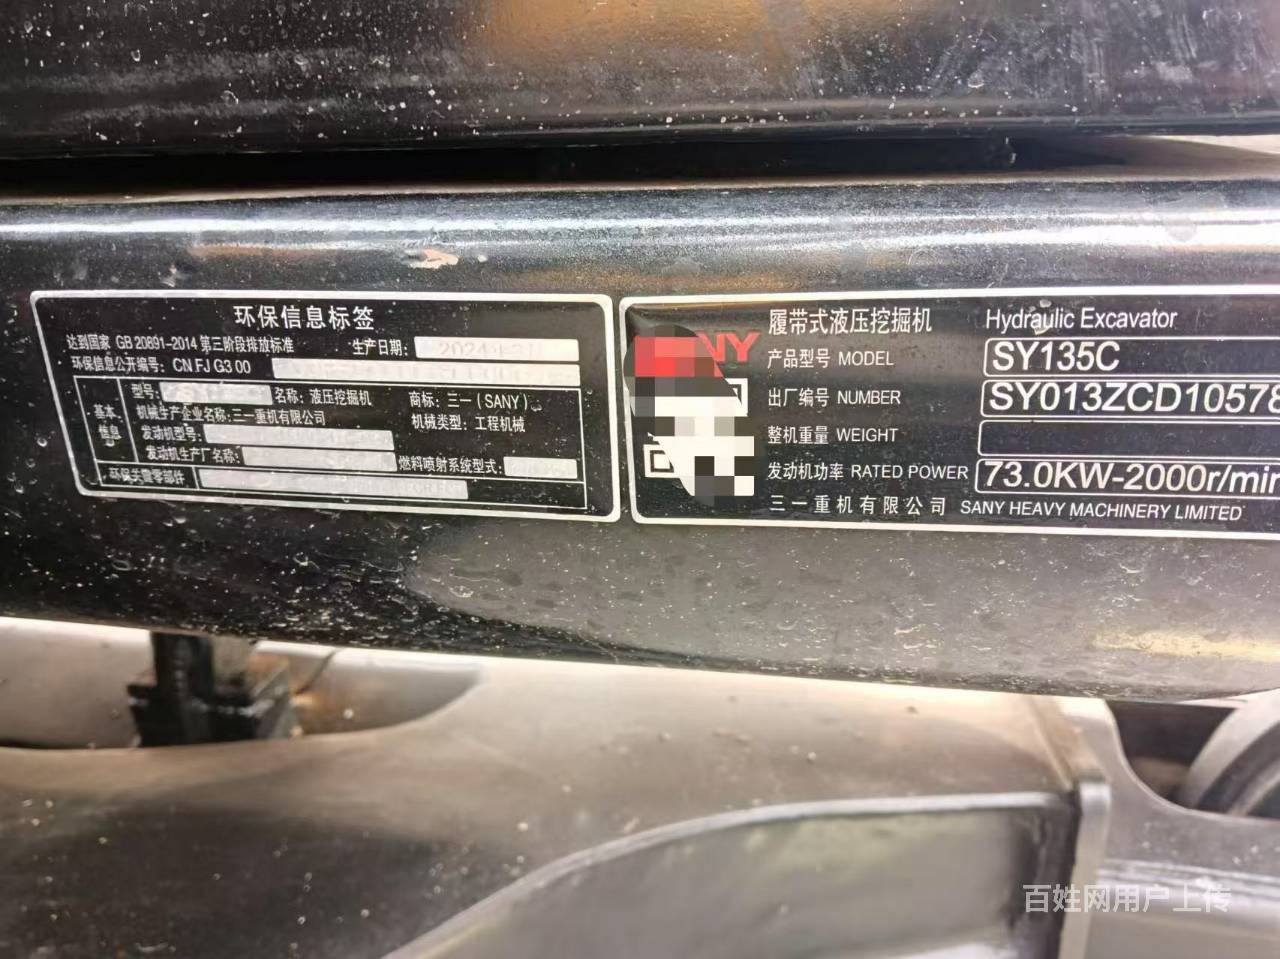 环保信息标签
达到国家 GB 20891-2014 第三阶段排放标准 生产日期:
环保信息公开编号: CN FJ G3 00
基本信息
型号: 名称: 液压挖掘机 商标: 三一(SANY)
机械生产企业名称: 三一重机有限公司 机械类型: 工程机械
发动机型号:
发动机生产厂名称: 燃料喷射系统型式:
环保关重零部件
SANY
履带式液压挖掘机 Hydraulic Excavator
产品型号 MODEL SY135C
出厂编号 NUMBER SY013ZCD10578
整机重量 WEIGHT
发动机功率 RATED POWER 73.0KW-2000r/min
三一重机有限公司 SANY HEAVY MACHINERY LIMITED
百姓网用户上传